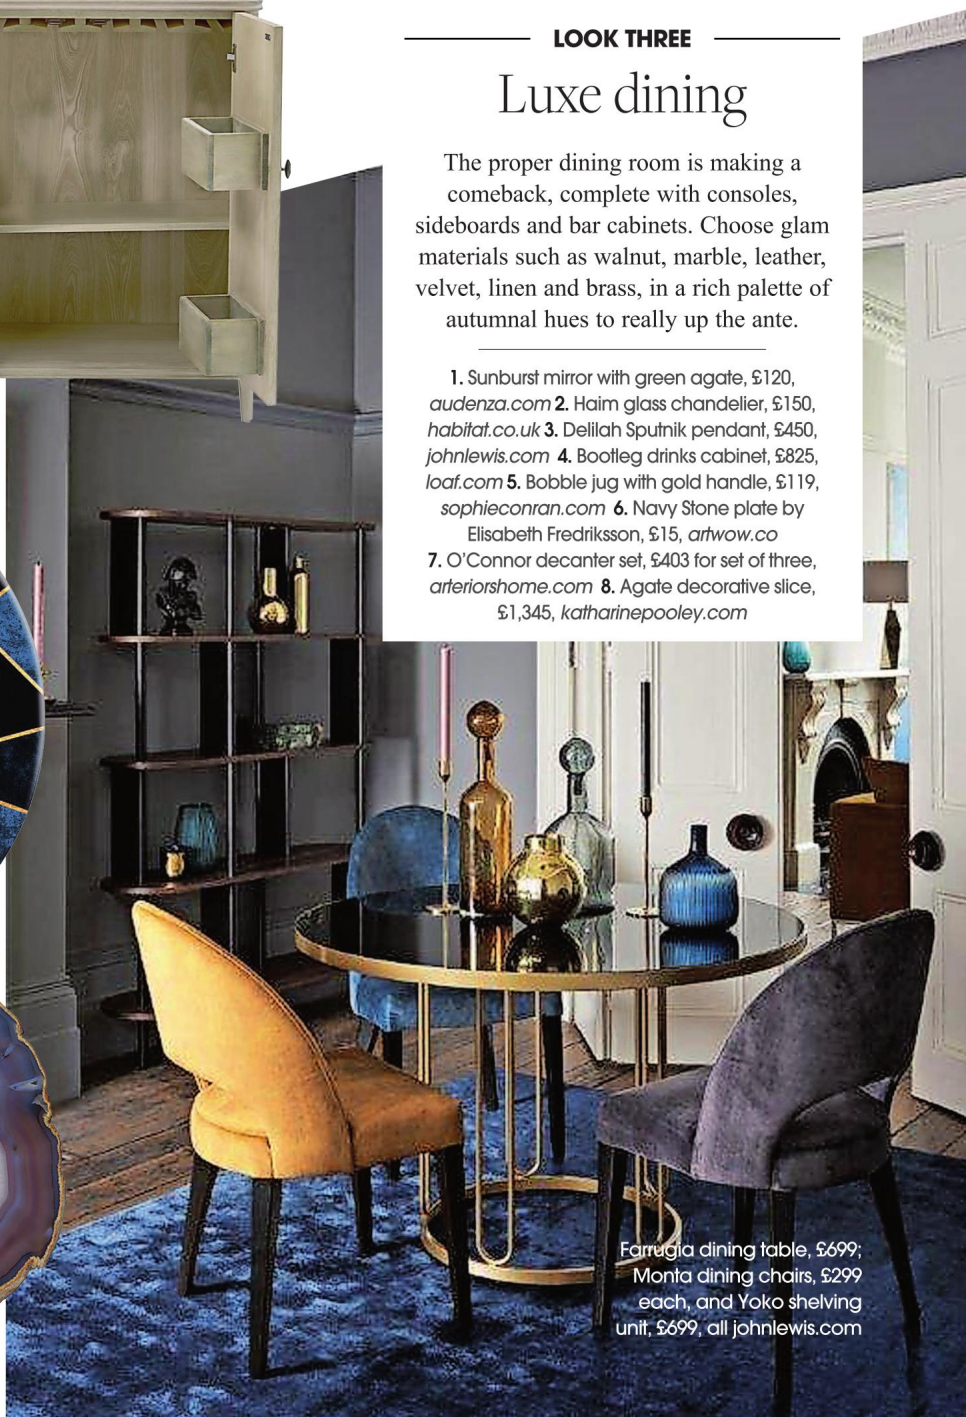 LOOK THREE
Luxe dining
The proper dining room is making a
comeback, complete with consoles,
sideboards and bar cabinets. Choose glam
materials such as walnut, marble, leather,
velvet, linen and brass, in a rich palette of
autumnal hues to really up the ante.
1. Sunburst mirror with green agate, £120,
audenza.com 2. Haim glass chandelier, £150,
habitat.co.uk 3. Delilah Sputnik pendant, £450,
johnlewis.com 4. Bootleg drinks cabinet, £825,
loaf.com 5. Bobble jug with gold handle, £119,
sophieconran.com 6. Navy Stone plate by
Elisabeth Fredriksson, £15, artwow.co
7. O'Connor decanter set, £403 for set of three,
arteriorshome.com 8. Agate decorative slice,
£1,345, katharinepooley.com
Farrugia dining table, £699;
Monta dining chairs, £299
each, and Yoko shelving
unit, £699, all johnlewis.com